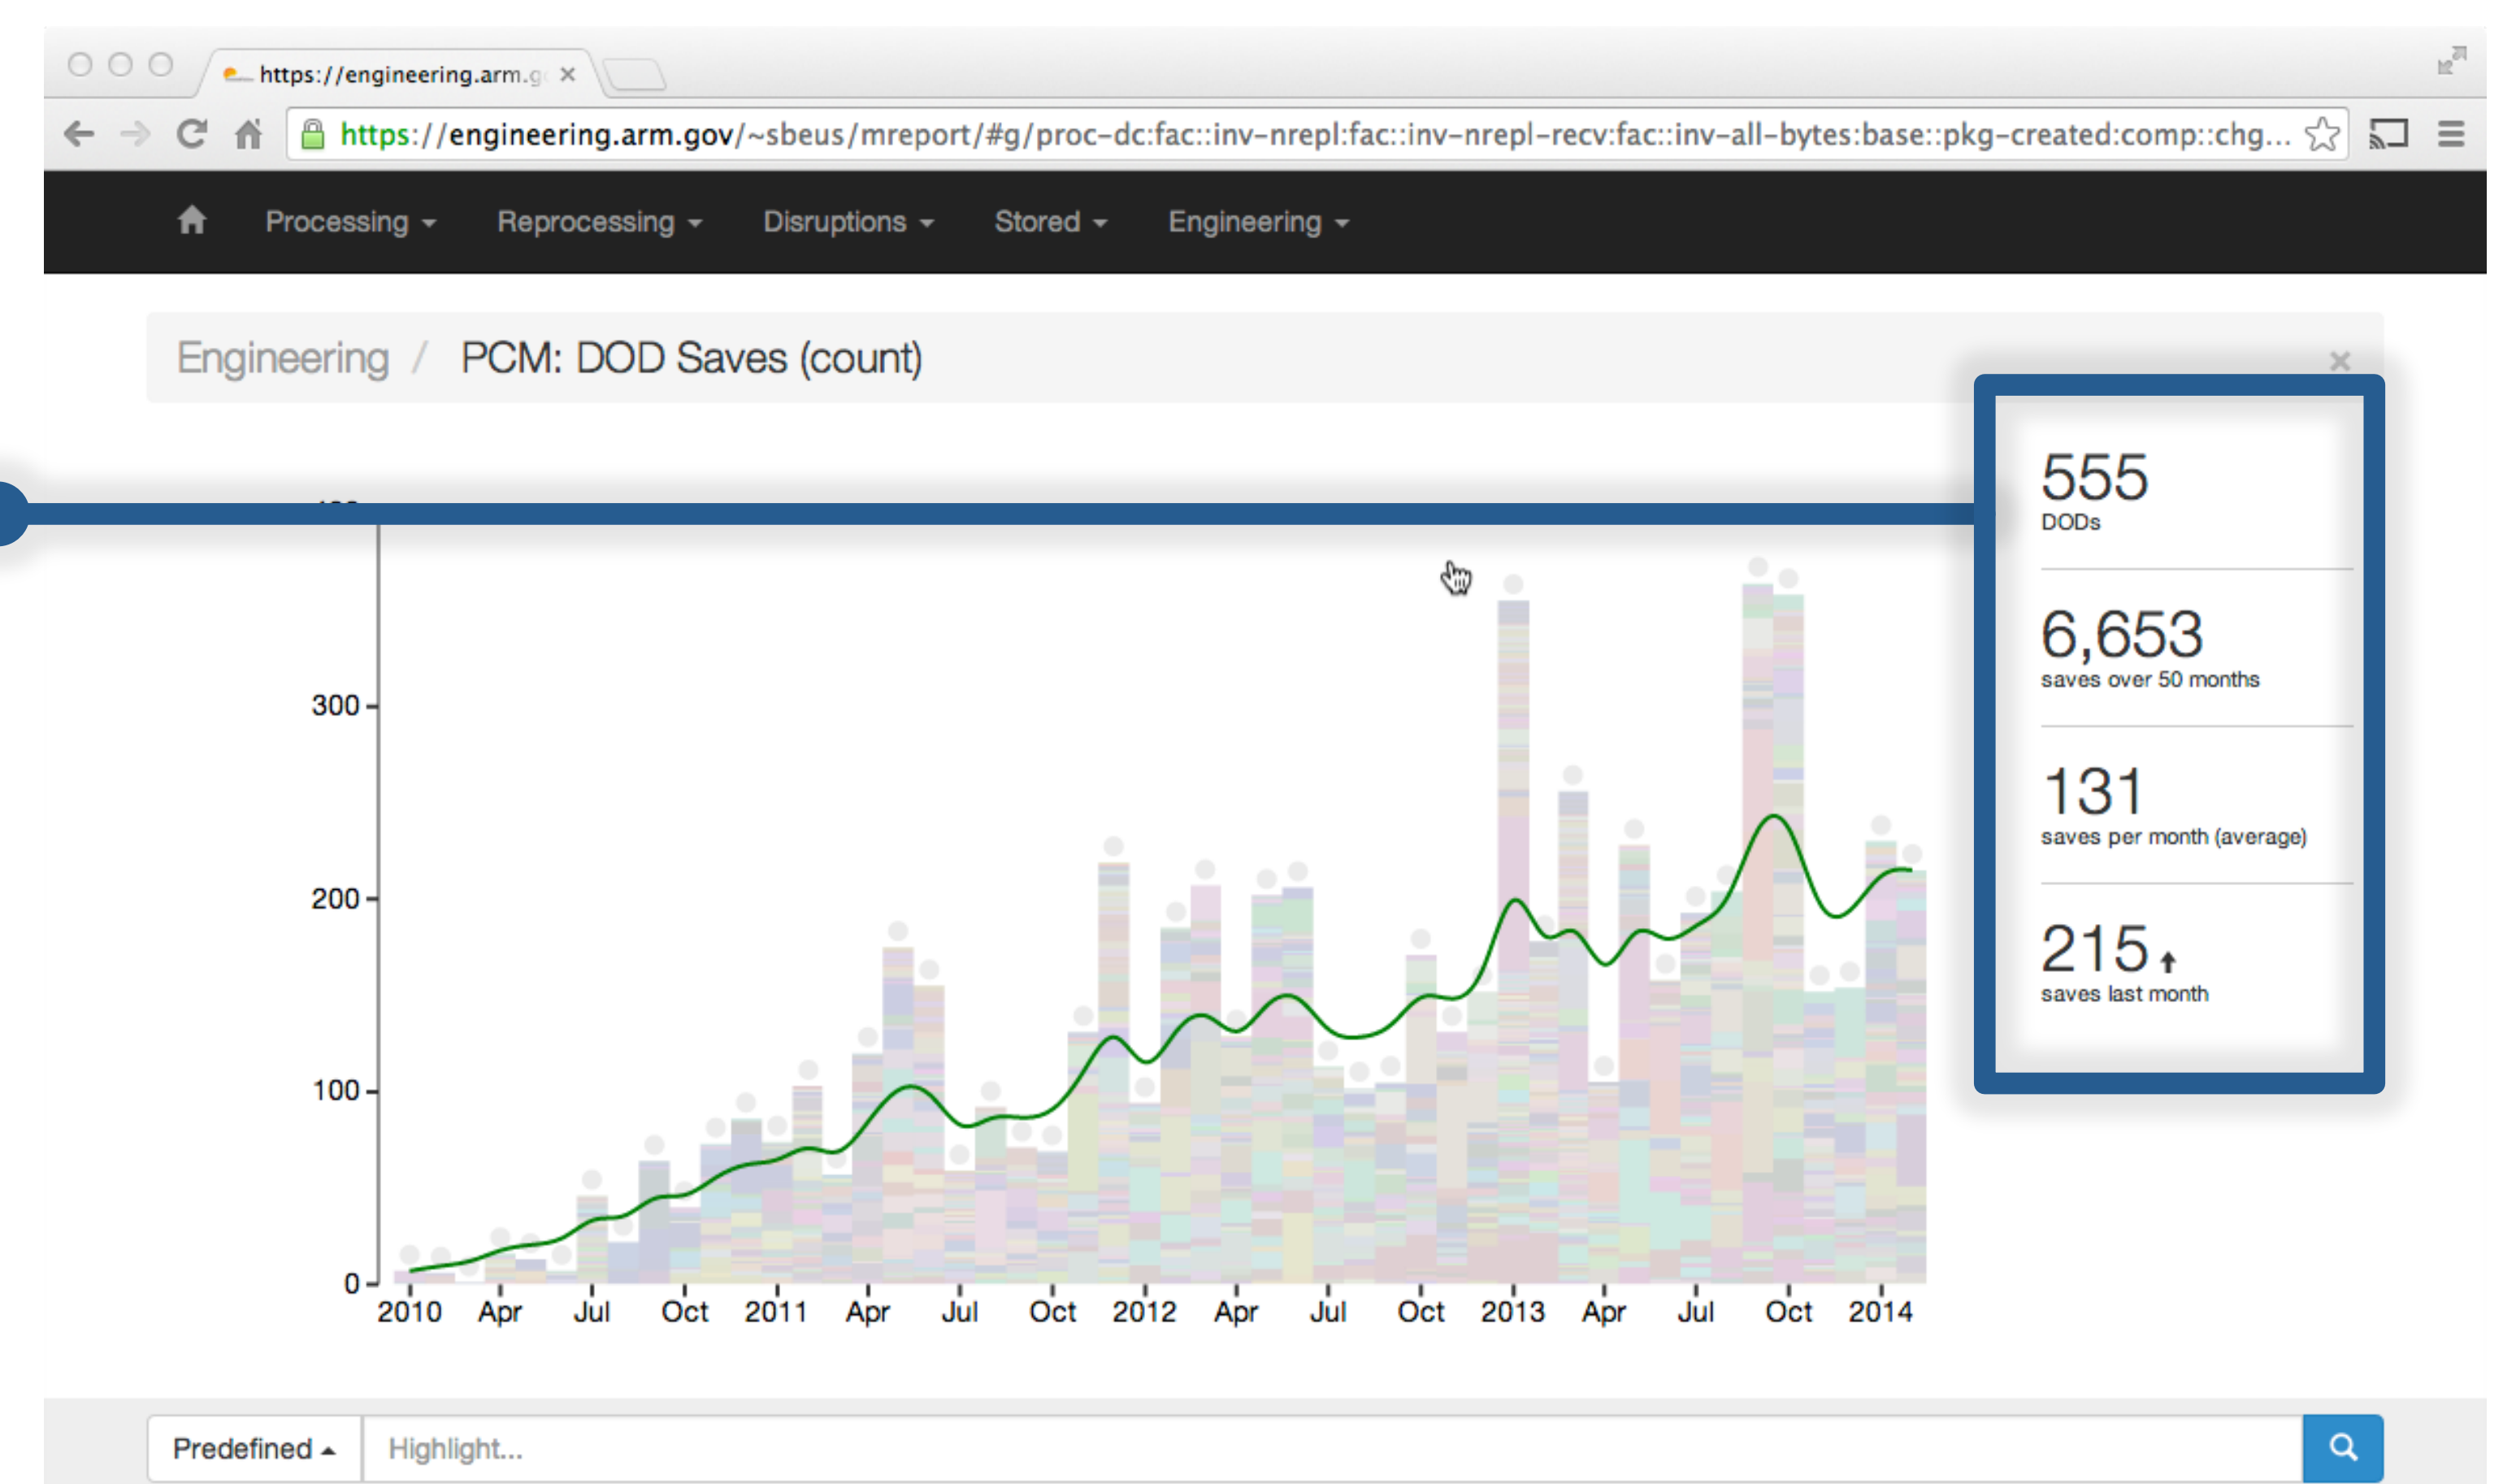 https://engineering.arm.g
https://engineering.arm.gov/~sbeus/mreport/#g/proc-dc:fac::inv-nrepl:fac::inv-nrepl-recv:fac::inv-all-bytes:base::pkg-created:comp::chg...
Processing Reprocessing Disruptions Stored Engineering
Engineering / PCM: DOD Saves (count)
555
DODs
6,653
saves over 50 months
131
saves per month (average)
215
saves last month
300
200
100
0
2010 Apr Jul Oct 2011 Apr Jul Oct 2012 Apr Jul Oct 2013 Apr Jul Oct 2014
Predefined Highlight...